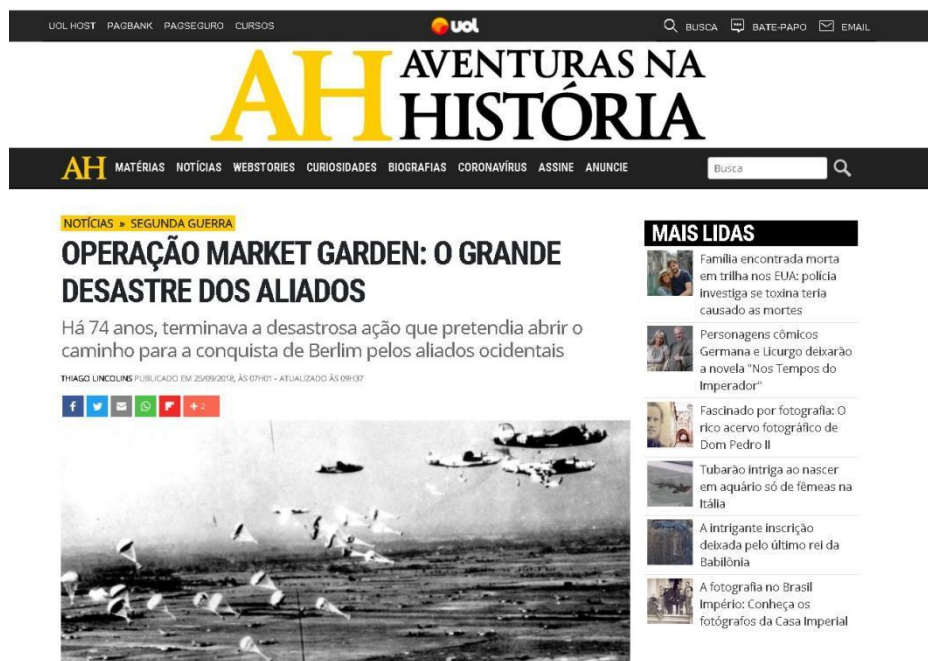 UOL HOST PAGBANK PAGSEGURO CURSOS
UOL
BUSCA BATE-PAPO EMAIL
AH AVENTURAS NA
HISTÓRIA
AH MATÉRIAS NOTÍCIAS WEBSTORIES CURIOSIDADES BIOGRAFIAS CORONAVÍRUS ASSINE ANUNCIE
Busca
NOTÍCIAS » SEGUNDA GUERRA
OPERAÇÃO MARKET GARDEN: O GRANDE
DESASTRE DOS ALIADOS
Há 74 anos, terminava a desastrosa ação que pretendia abrir o
caminho para a conquista de Berlim pelos aliados ocidentais
THIAGO LINCOLINS PUBLICADO EM 25/09/2018, ÀS 07H01 - ATUALIZADO ÀS 09H37
+ 2
MAIS LIDAS
Família encontrada morta
em trilha nos EUA: polícia
investiga se toxina teria
causado as mortes
Personagens cômicos
Germana e Licurgo deixarão
a novela "Nos Tempos do
Imperador"
Fascinado por fotografia: O
rico acervo fotográfico de
Dom Pedro II
Tubarão intriga ao nascer
em aquário só de fêmeas na
Itália
A intrigante inscrição
deixada pelo último rei da
Babilônia
A fotografia no Brasil
Império: Conheça os
fotógrafos da Casa Imperial